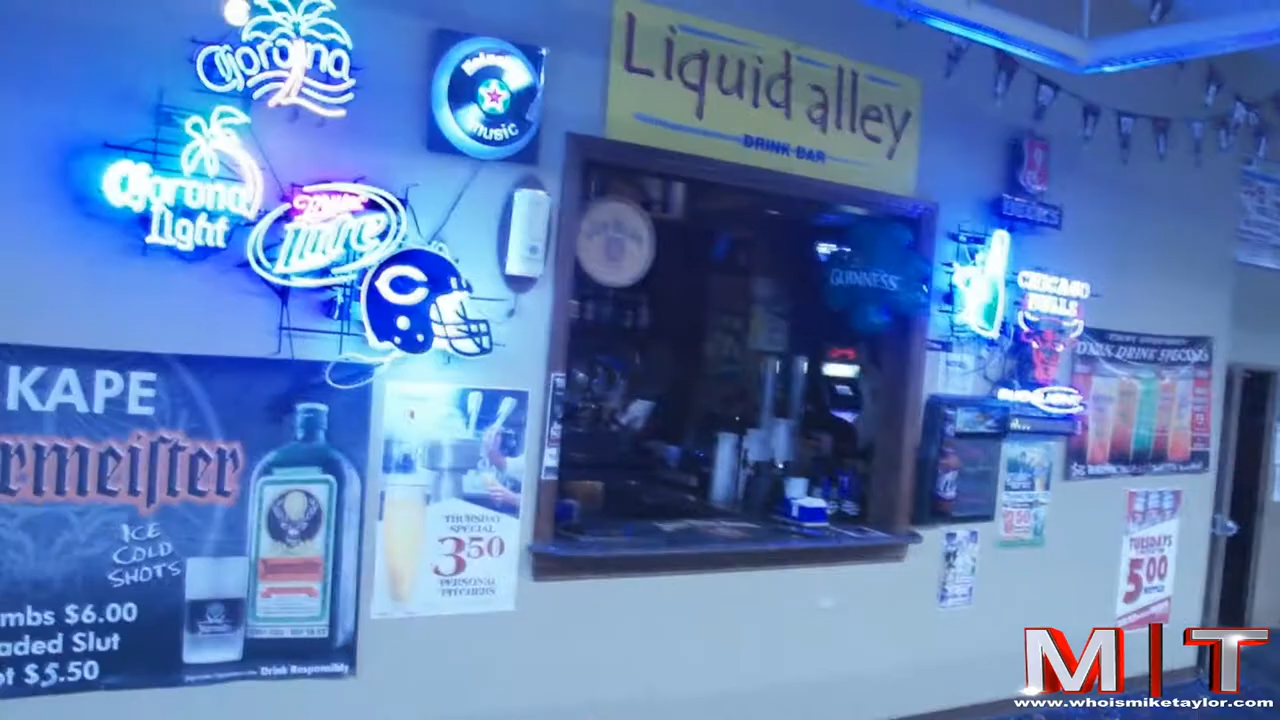 Corona
Corona
light
Miller
lite
C
music
Liquid alley
DRINK BAR
GUINNESS
CHICAGO
BULLS
DRINK SPECIALS
KAPE
rmeister
ICE
COLD
SHOTS
mbs $6.00
aded Slut
ot $5.50
Drink Responsibly
THURSDAY
SPECIAL
3 50
PERSONAL
PITCHERS
TUESDAYS
5 00
M|T
www.whoismiketaylor.com